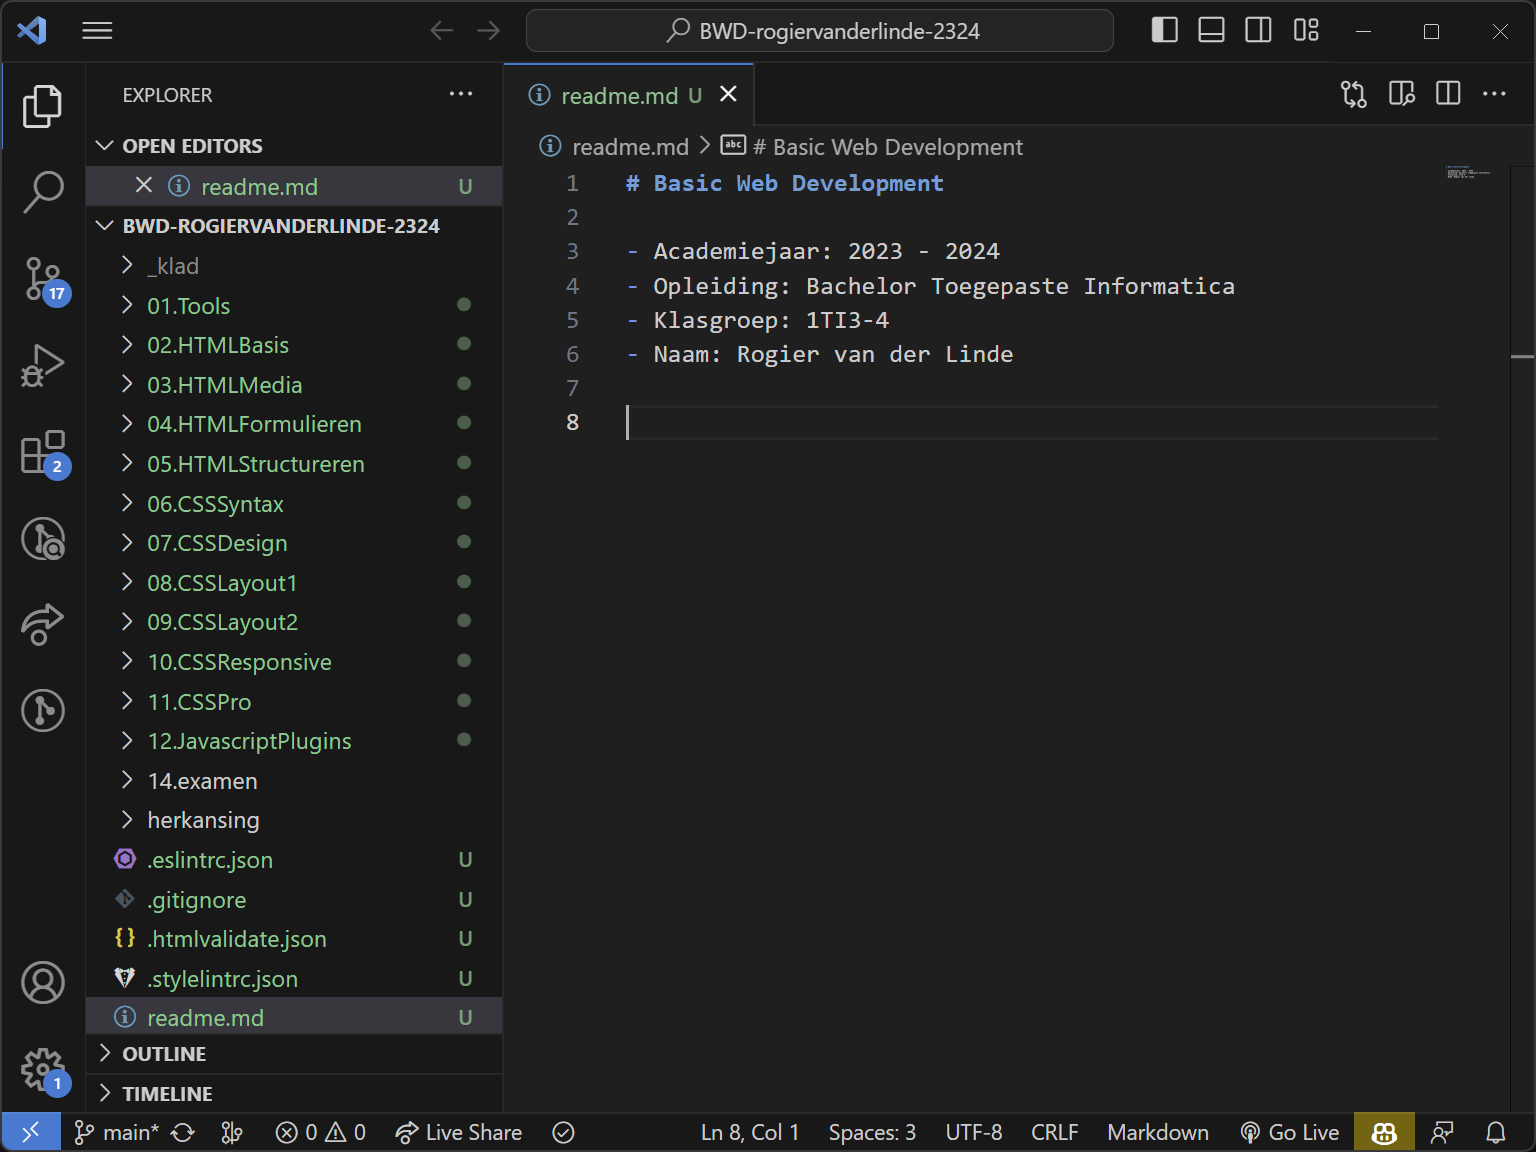 BWD-rogiervanderlinde-2324
EXPLORER
OPEN EDITORS
readme.md U
BWD-ROGIERVANDERLINDE-2324
_klad
01.Tools
02.HTMLBasis
03.HTMLMedia
04.HTMLFormulieren
05.HTMLStructureren
06.CSSSyntax
07.CSSDesign
08.CSSLayout1
09.CSSLayout2
10.CSSResponsive
11.CSSPro
12.JavascriptPlugins
14.examen
herkansing
.eslintrc.json U
.gitignore U
.htmlvalidate.json U
.stylelintrc.json U
readme.md U
OUTLINE
TIMELINE
17
2
1
readme.md U
readme.md > abc # Basic Web Development
1 # Basic Web Development
2
3 - Academiejaar: 2023 - 2024
4 - Opleiding: Bachelor Toegepaste Informatica
5 - Klasgroep: 1TI3-4
6 - Naam: Rogier van der Linde
7
8
main* 0 0 Live Share Ln 8, Col 1 Spaces: 3 UTF-8 CRLF Markdown Go Live